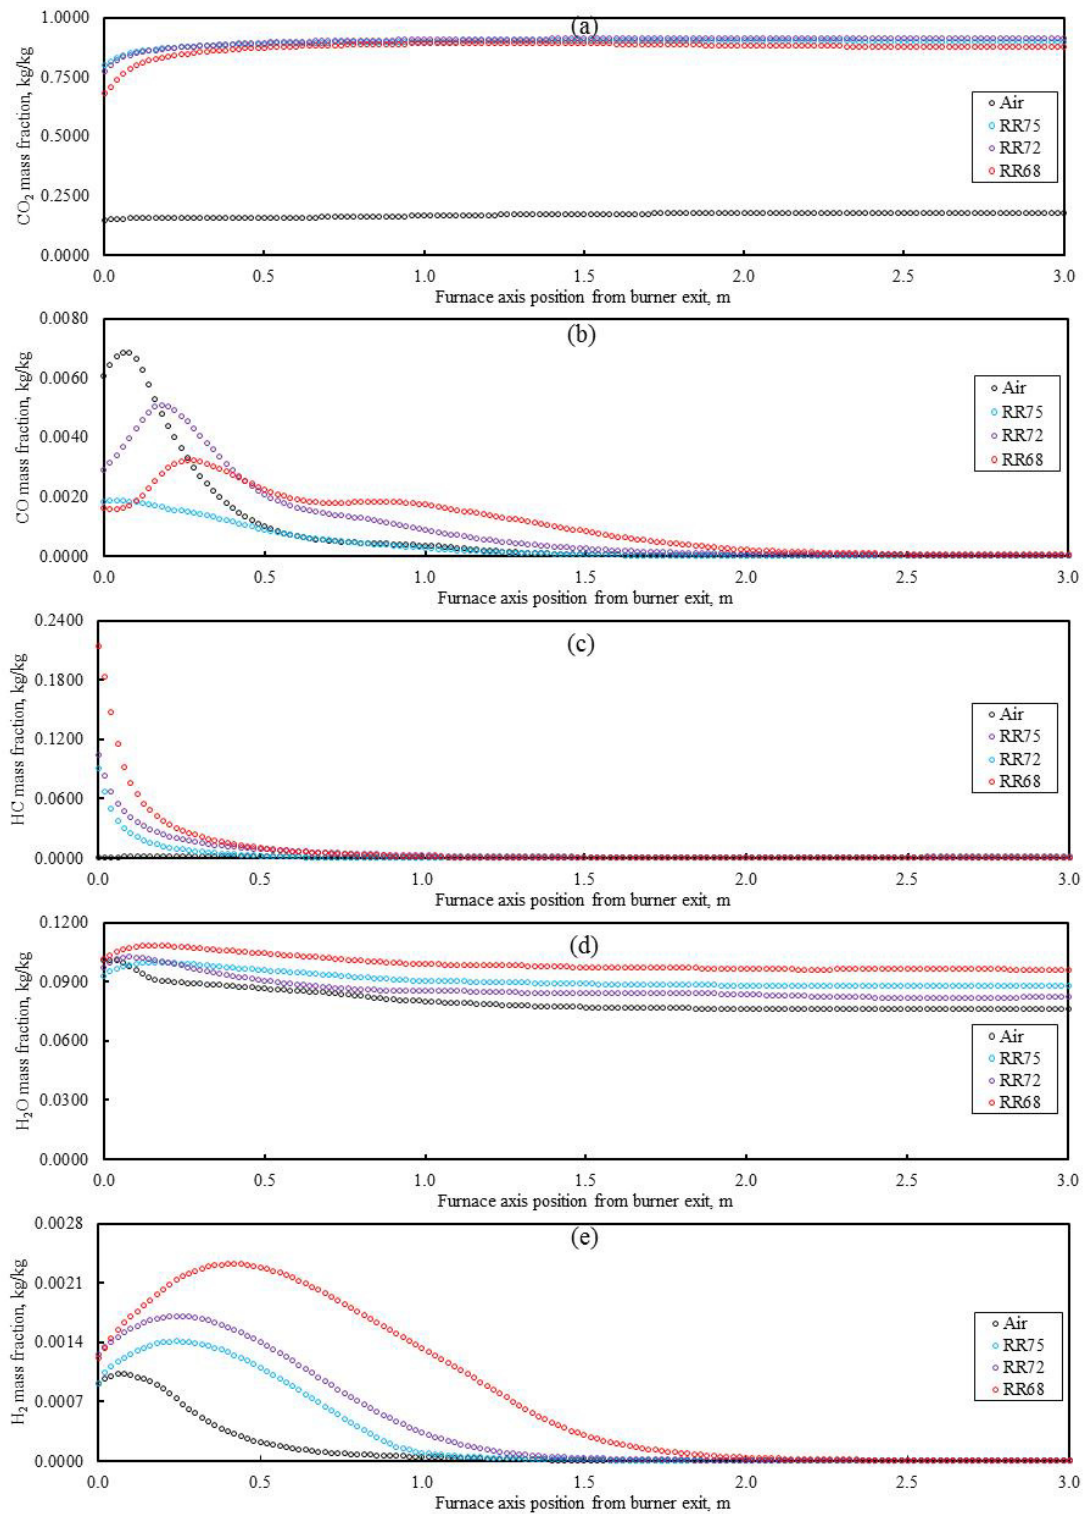 (a)
1.0000
0.7500
0.5000
0.2500
0.0000
CO2 mass fraction, kg/kg
Air
RR75
RR72
RR68
0.0 0.5 1.0 1.5 2.0 2.5 3.0
Furnace axis position from burner exit, m
(b)
0.0080
0.0060
0.0040
0.0020
0.0000
CO mass fraction, kg/kg
Air
RR75
RR72
RR68
0.0 0.5 1.0 1.5 2.0 2.5 3.0
Furnace axis position from burner exit, m
(c)
0.2400
0.1800
0.1200
0.0600
0.0000
HC mass fraction, kg/kg
Air
RR75
RR72
RR68
0.0 0.5 1.0 1.5 2.0 2.5 3.0
Furnace axis position from burner exit, m
(d)
0.1200
0.0900
0.0600
0.0300
0.0000
H2O mass fraction, kg/kg
Air
RR75
RR72
RR68
0.0 0.5 1.0 1.5 2.0 2.5 3.0
Furnace axis position from burner exit, m
(e)
0.0028
0.0021
0.0014
0.0007
0.0000
H2 mass fraction, kg/kg
Air
RR75
RR72
RR68
0.0 0.5 1.0 1.5 2.0 2.5 3.0
Furnace axis position from burner exit, m